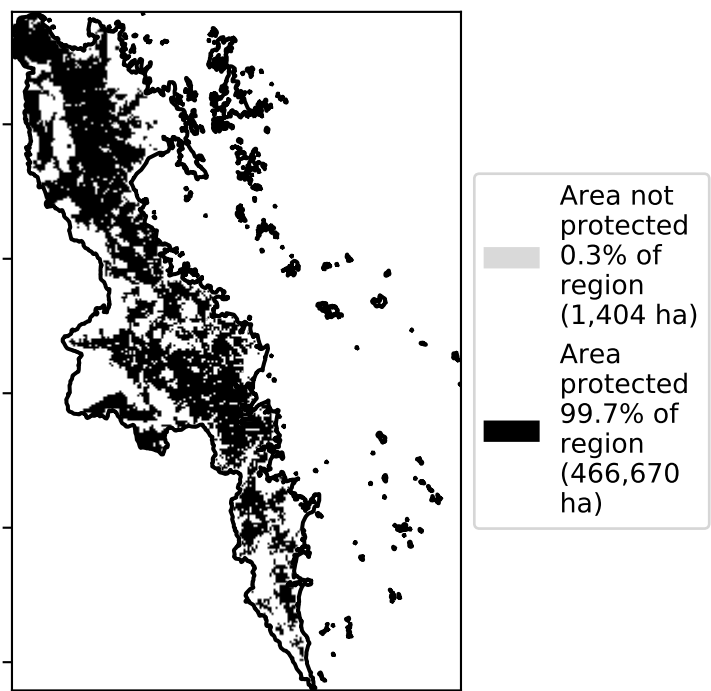 Area not
protected
0.3% of
region
(1,404 ha)
Area
protected
99.7% of
region
(466,670
ha)